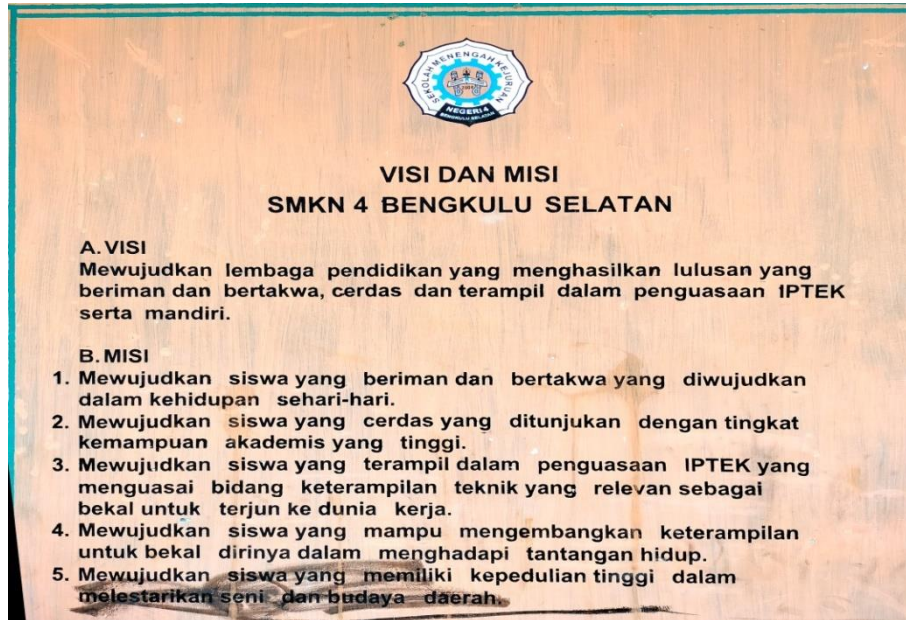 SEKOLAH MENENGAH KEJURUAN
NEGERI 4
BENGKULU SELATAN
VISI DAN MISI
SMKN 4 BENGKULU SELATAN
A. VISI
Mewujudkan lembaga pendidikan yang menghasilkan lulusan yang
beriman dan bertakwa, cerdas dan terampil dalam penguasaan IPTEK
serta mandiri.
B. MISI
1. Mewujudkan siswa yang beriman dan bertakwa yang diwujudkan
dalam kehidupan sehari-hari.
2. Mewujudkan siswa yang cerdas yang ditunjukan dengan tingkat
kemampuan akademis yang tinggi.
3. Mewujudkan siswa yang terampil dalam penguasaan IPTEK yang
menguasai bidang keterampilan teknik yang relevan sebagai
bekal untuk terjun ke dunia kerja.
4. Mewujudkan siswa yang mampu mengembangkan keterampilan
untuk bekal dirinya dalam menghadapi tantangan hidup.
5. Mewujudkan siswa yang memiliki kepedulian tinggi dalam
melestarikan seni dan budaya daerah.